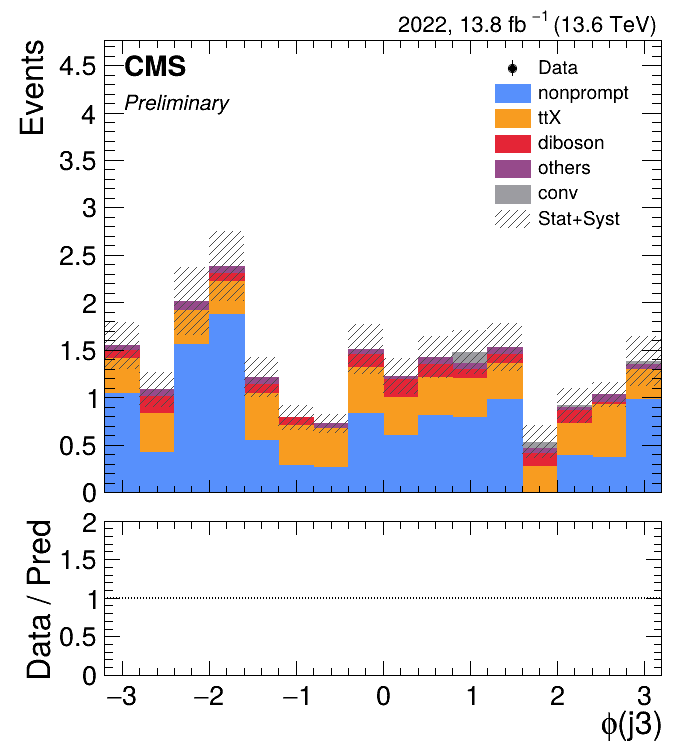 2022, 13.8 fb⁻¹ (13.6 TeV)
Events
CMS
Preliminary
Data
nonprompt
ttX
diboson
others
conv
Stat+Syst
4.5
4
3.5
3
2.5
2
1.5
1
0.5
0
Data / Pred
2
1.5
1
0.5
0
−3 −2 −1 0 1 2 3
ϕ(j3)